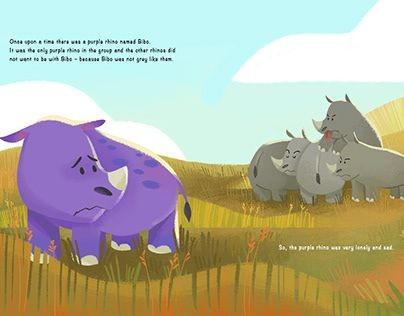 Once upon a time there was a purple rhino named Bibo.
It was the only purple rhino in the group and the other rhinos did
not want to be with Bibo - because Bibo was not grey like them.
So, the purple rhino was very lonely and sad.